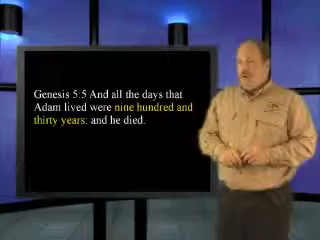 Genesis 5:5 And all the days that
Adam lived were nine hundred and
thirty years: and he died.